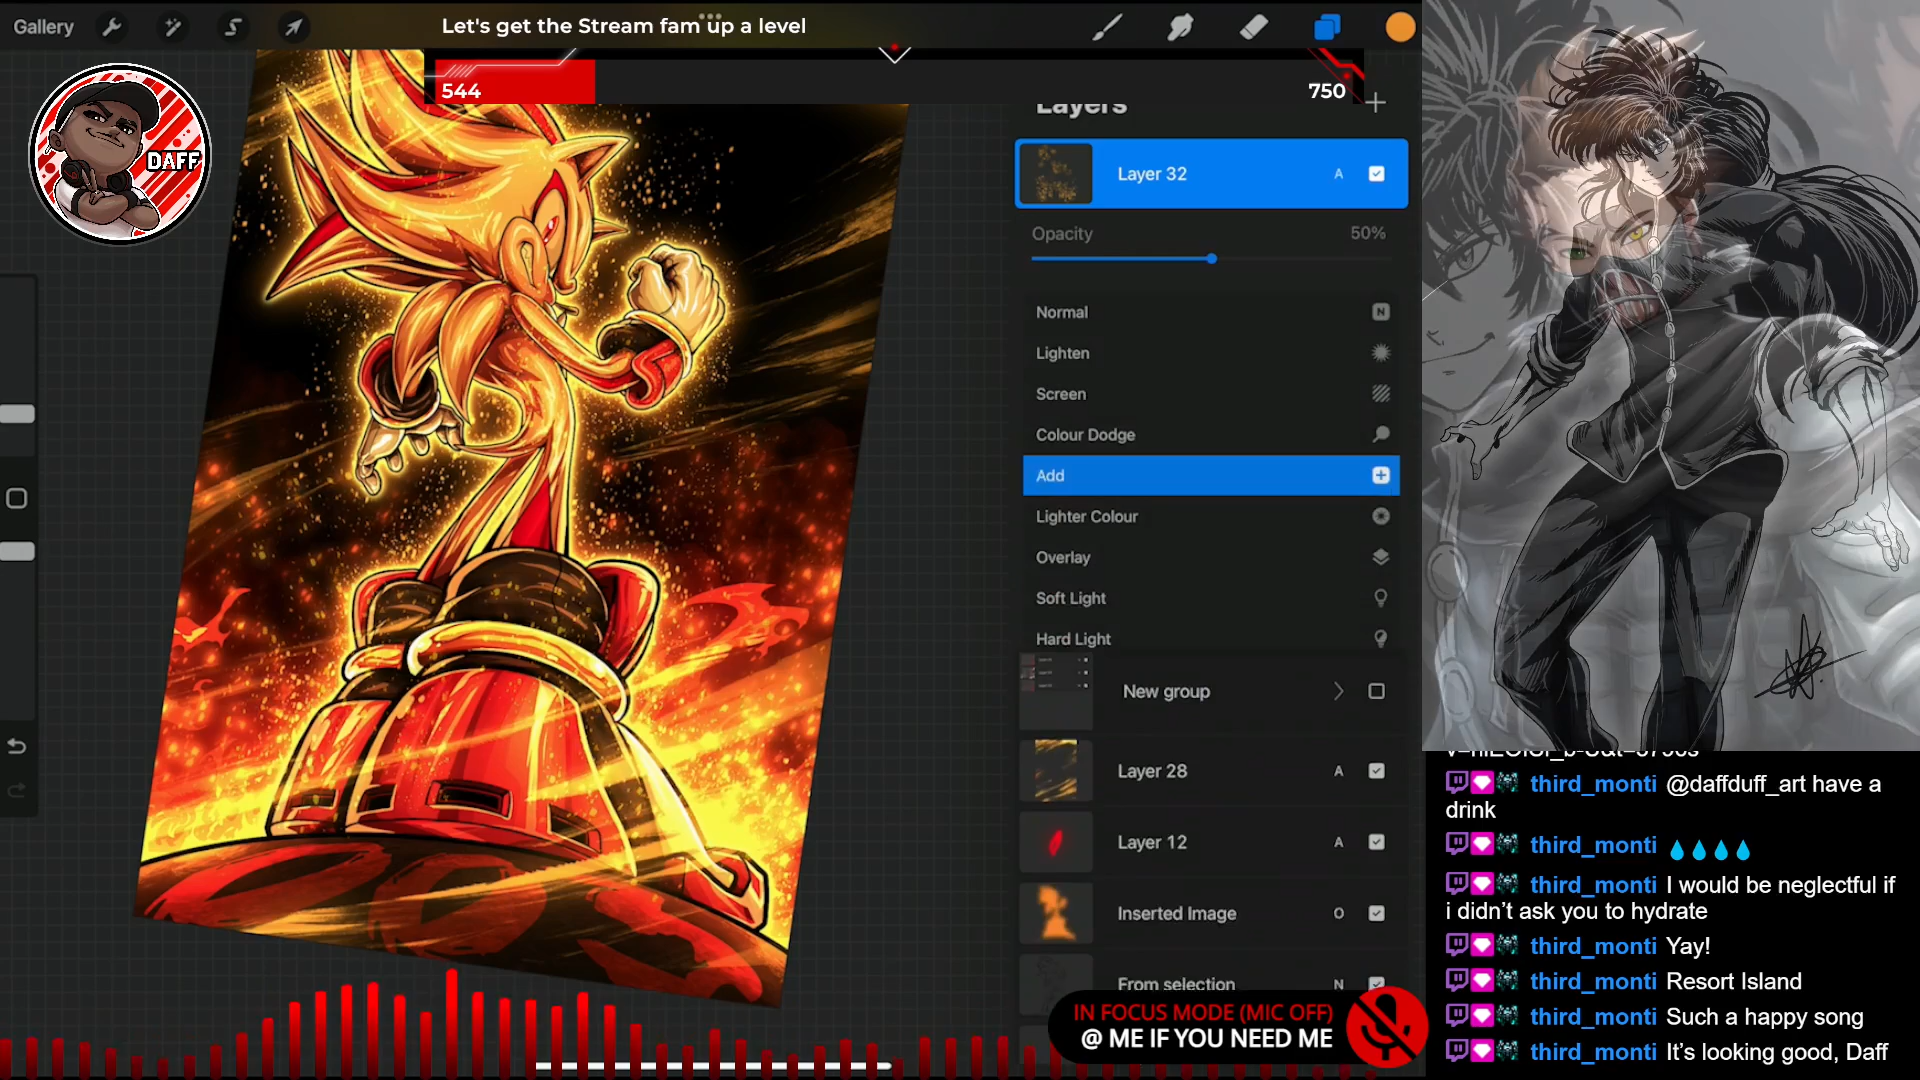 Gallery
Let's get the Stream fam up a level
544
750
DAFF
Layers
Layer 32
A
Opacity
50%
Normal
N
Lighten
Screen
Colour Dodge
Add
Lighter Colour
Overlay
Soft Light
Hard Light
New group
Layer 28
A
Layer 12
A
Inserted Image
O
From selection
N
IN FOCUS MODE (MIC OFF)
@ ME IF YOU NEED ME
third_monti @daffduff_art have a
drink
third_monti
third_monti I would be neglectful if
i didn’t ask you to hydrate
third_monti Yay!
third_monti Resort Island
third_monti Such a happy song
third_monti It’s looking good, Daff